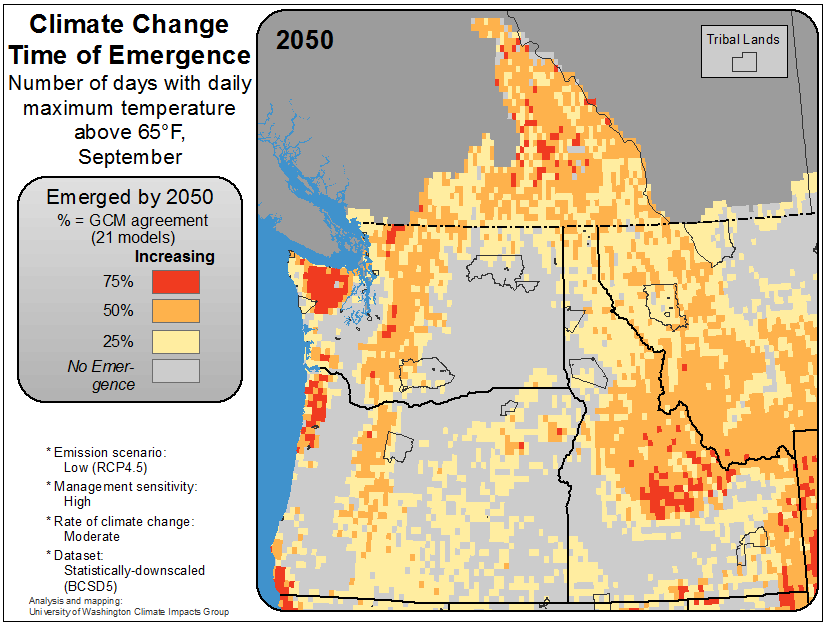 Climate Change
Time of Emergence
Number of days with daily
maximum temperature
above 65°F,
September
2050
Tribal Lands
Emerged by 2050
% = GCM agreement
(21 models)
Increasing
75%
50%
25%
No Emer-
gence
* Emission scenario:
Low (RCP4.5)
* Management sensitivity:
High
* Rate of climate change:
Moderate
* Dataset:
Statistically-downscaled
(BCSD5)
Analysis and mapping:
University of Washington Climate Impacts Group